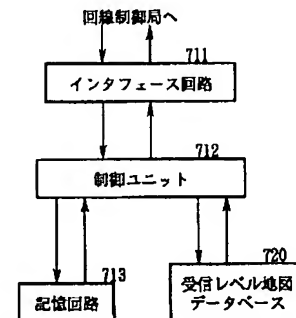 回線制御局へ
711
インタフェース回路
712
制御ユニット
713
記憶回路
720
受信レベル地図
データベース